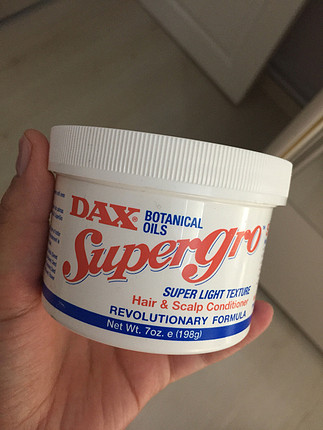 DAX® BOTANICAL
OILS
Supergro
SUPER LIGHT TEXTURE
Hair & Scalp Conditioner
REVOLUTIONARY FORMULA
Net Wt. 7oz. e (198g)